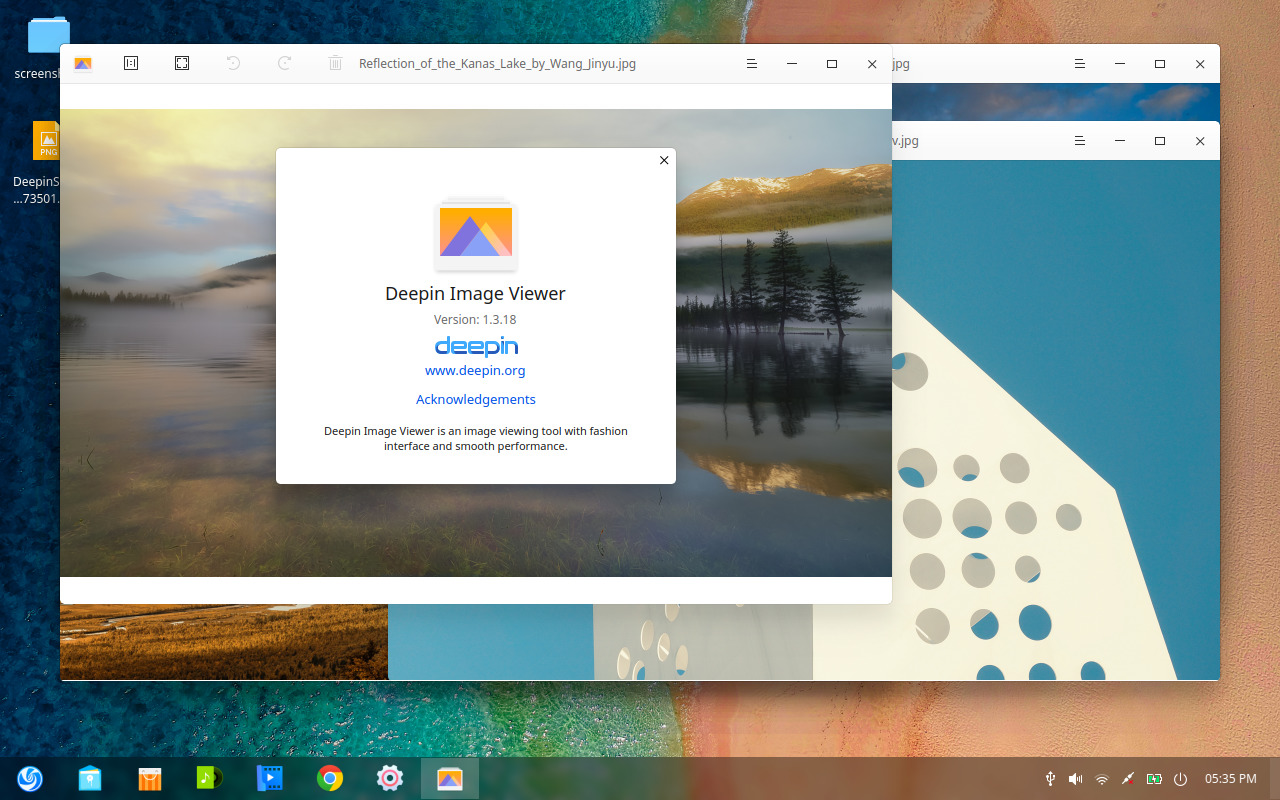 screensh
PNG
DeepinS
...73501.
1:1
Reflection_of_the_Kanas_Lake_by_Wang_Jinyu.jpg
.jpg
v.jpg
Deepin Image Viewer
Version: 1.3.18
deepin
www.deepin.org
Acknowledgements
Deepin Image Viewer is an image viewing tool with fashion
interface and smooth performance.
05:35 PM